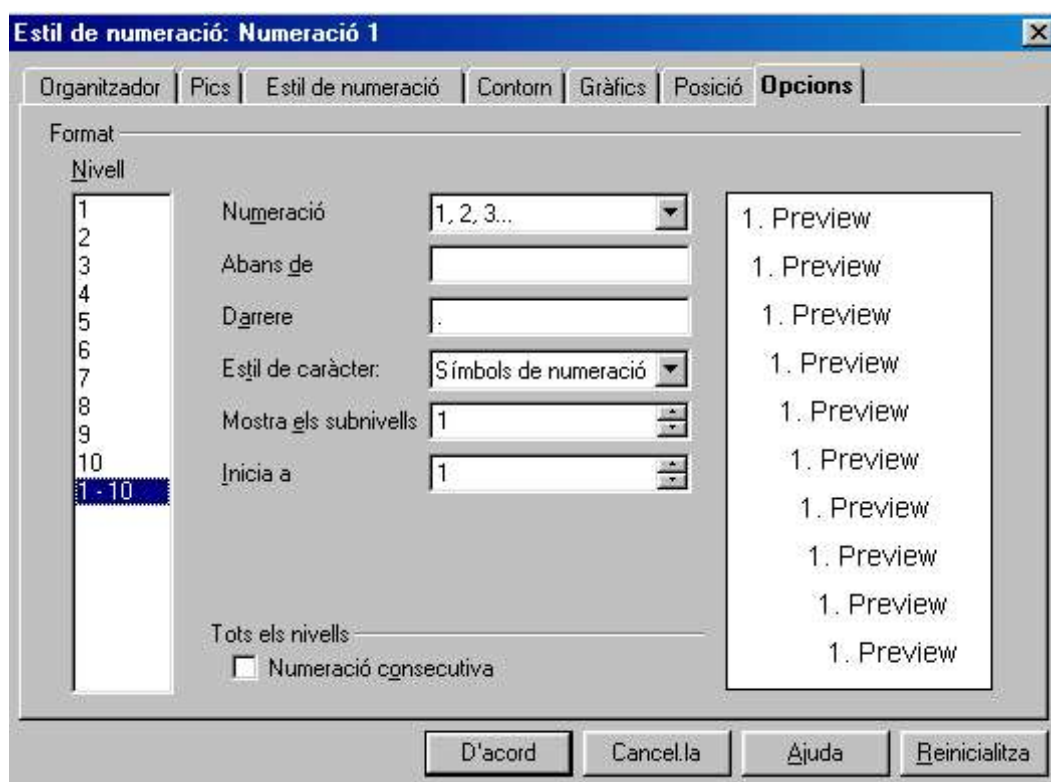 Estil de numeració: Numeració 1
Organitzador Pics Estil de numeració Contorn Gràfics Posició Opcions
Format
Nivell
1
2
3
4
5
6
7
8
9
10
1 - 10
Numeració 1, 2, 3...
Abans de
Darrere .
Estil de caràcter: Símbols de numeració
Mostra els subnivells 1
Inicia a 1
Tots els nivells
Numeració consecutiva
1. Preview
1. Preview
1. Preview
1. Preview
1. Preview
1. Preview
1. Preview
1. Preview
1. Preview
1. Preview
D'acord Cancel.la Ajuda Reinicialitza